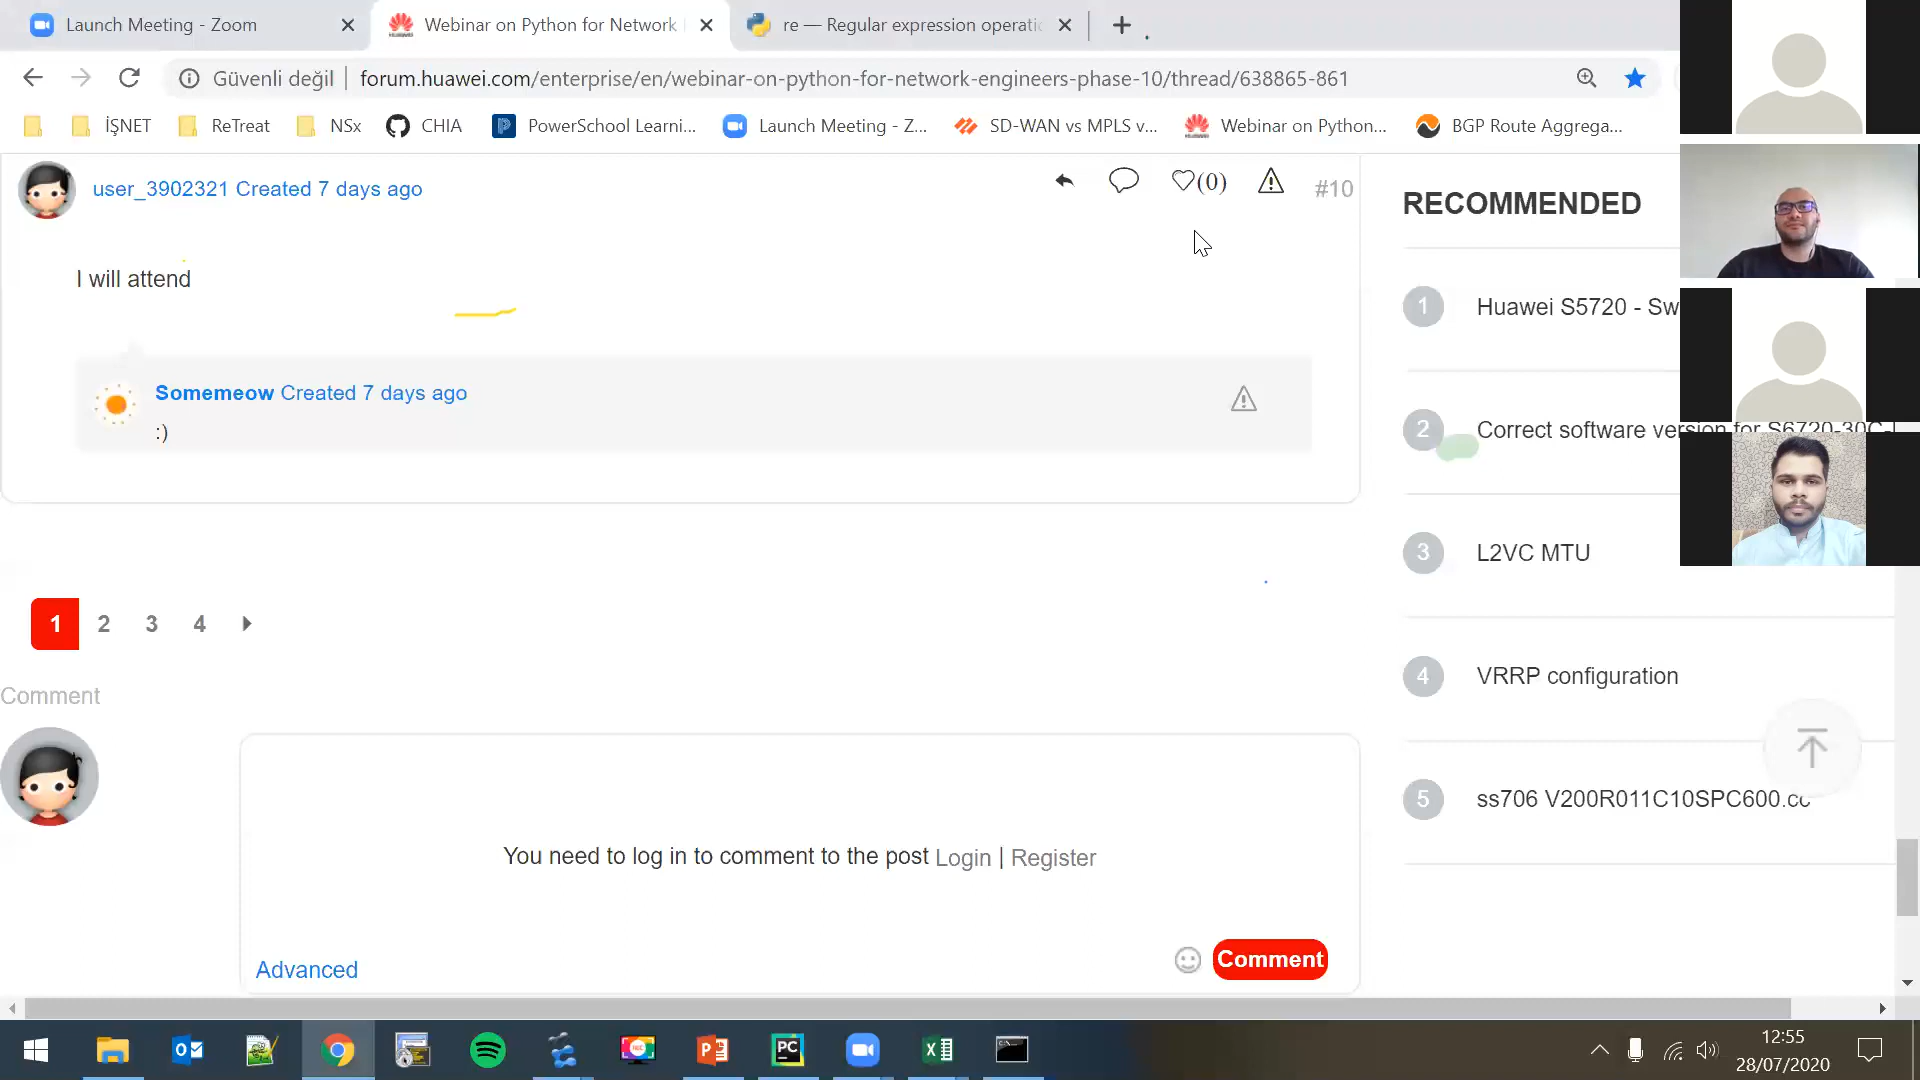 Launch Meeting - Zoom
Webinar on Python for Network
re — Regular expression operati
Güvenli değil | forum.huawei.com/enterprise/en/webinar-on-python-for-network-engineers-phase-10/thread/638865-861
İŞNET ReTreat NSx CHIA PowerSchool Learni... Launch Meeting - Z... SD-WAN vs MPLS v... Webinar on Python... BGP Route Aggrega...
user_3902321 Created 7 days ago
(0)
#10
I will attend
Somemeow Created 7 days ago
:)
1 2 3 4
Comment
You need to log in to comment to the post Login | Register
Advanced
Comment
RECOMMENDED
1 Huawei S5720 - Sw
2 Correct software version for S6720-30C-
3 L2VC MTU
4 VRRP configuration
5 ss706 V200R011C10SPC600.cc
12:55
28/07/2020